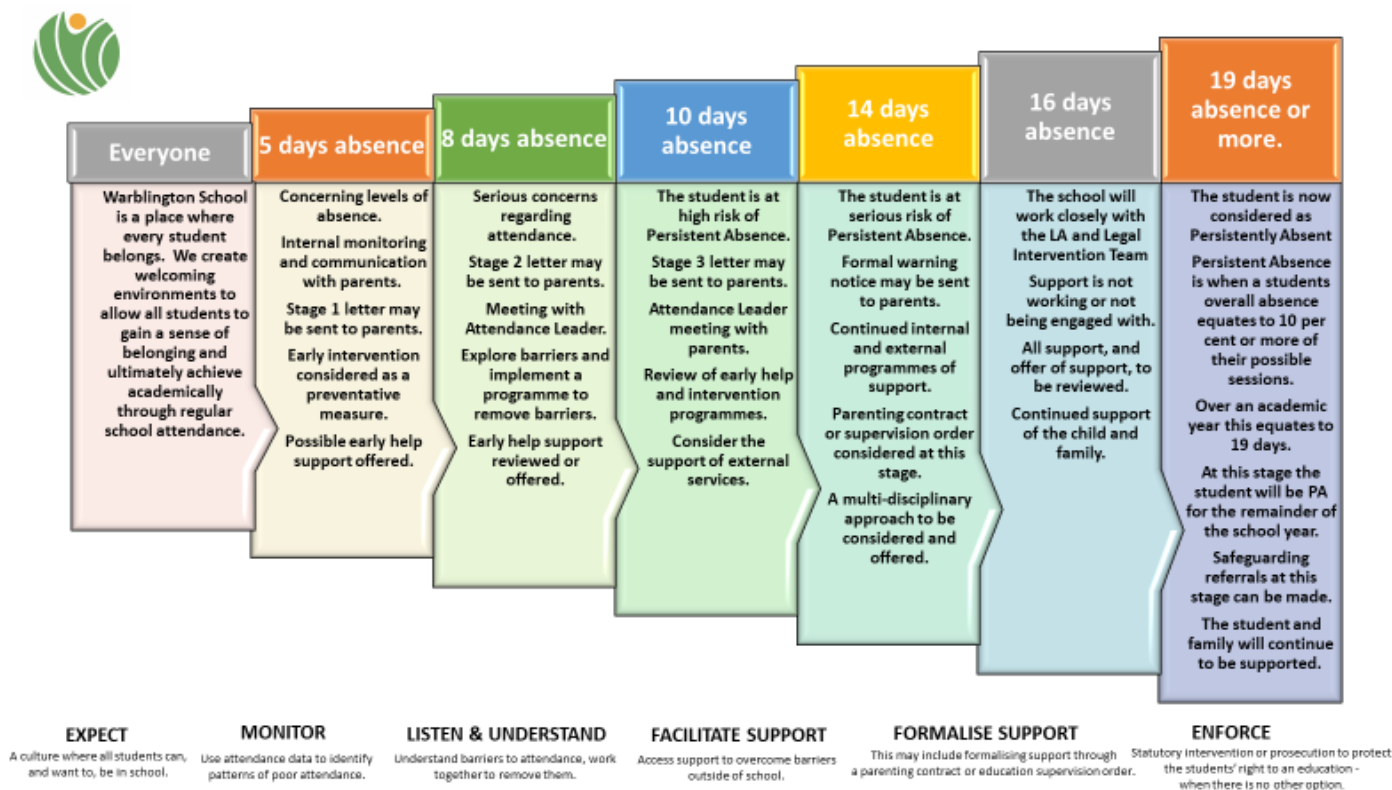 Everyone
Warblington School
is a place where
every student
belongs. We create
welcoming
environments to
allow all students to
gain a sense of
belonging and
ultimately achieve
academically
through regular
school attendance.
5 days absence
Concerning levels of
absence.
Internal monitoring
and communication
with parents.
Stage 1 letter may
be sent to parents.
Early intervention
considered as a
preventative
measure.
Possible early help
support offered.
8 days absence
Serious concerns
regarding
attendance.
Stage 2 letter may
be sent to parents.
Meeting with
Attendance Leader.
Explore barriers and
implement a
programme to
remove barriers.
Early help support
reviewed or
offered.
10 days
absence
The student is at
high risk of
Persistent Absence.
Stage 3 letter may
be sent to parents.
Attendance Leader
meeting with
parents.
Review of early help
and intervention
programmes.
Consider the
support of external
services.
14 days
absence
The student is at
serious risk of
Persistent Absence.
Formal warning
notice may be sent
to parents.
Continued internal
and external
programmes of
support.
Parenting contract
or supervision order
considered at this
stage.
A multi-disciplinary
approach to be
considered and
offered.
16 days
absence
The school will
work closely with
the LA and Legal
Intervention Team
Support is not
working or not
being engaged with.
All support, and
offer of support, to
be reviewed.
Continued support
of the child and
family.
19 days
absence or
more.
The student is now
considered as
Persistently Absent
Persistent Absence
is when a students
overall absence
equates to 10 per
cent or more of
their possible
sessions.
Over an academic
year this equates to
19 days.
At this stage the
student will be PA
for the remainder of
the school year.
Safeguarding
referrals at this
stage can be made.
The student and
family will continue
to be supported.
EXPECT
A culture where all students can,
and want to, be in school.
MONITOR
Use attendance data to identify
patterns of poor attendance.
LISTEN & UNDERSTAND
Understand barriers to attendance, work
together to remove them.
FACILITATE SUPPORT
Access support to overcome barriers
outside of school.
FORMALISE SUPPORT
This may include formalising support through
a parenting contract or education supervision order.
ENFORCE
Statutory intervention or prosecution to protect
the students' right to an education -
when there is no other option.